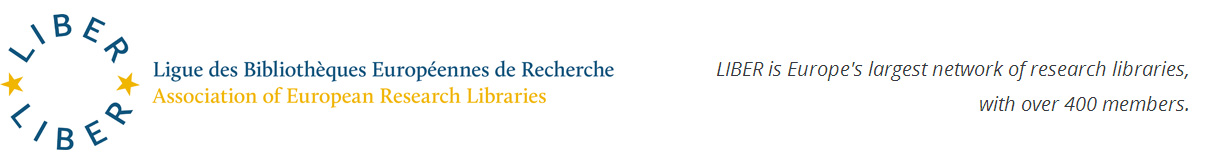 LIBER
LIBER
Ligue des Bibliothèques Européennes de Recherche
Association of European Research Libraries
LIBER is Europe's largest network of research libraries,
with over 400 members.